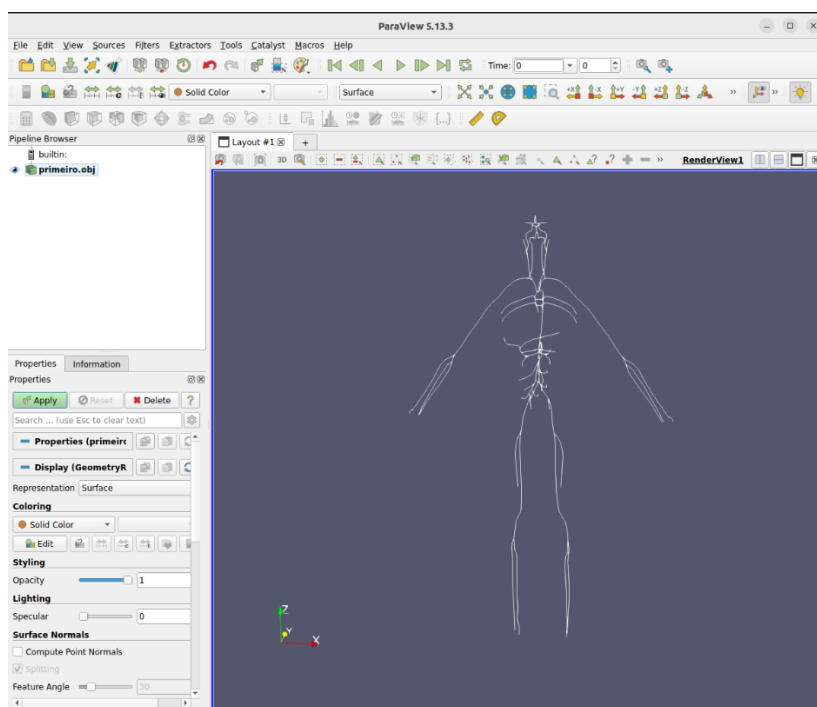 ParaView 5.13.3
File Edit View Sources Filters Extractors Tools Catalyst Macros Help
Time: 0 0
Solid Color Surface +X -X +Y -Y +Z -Z »  »
{...}
Pipeline Browser
Layout #1 +
builtin:
3D » RenderView1
primeiro.obj
Z
Y
X
Properties Information
Properties
Apply Reset Delete ?
Search ... (use Esc to clear text)
Properties (primeirc
Display (GeometryR
Representation Surface
Coloring
Solid Color
Edit
Styling
Opacity 1
Lighting
Specular 0
Surface Normals
Compute Point Normals
Splitting
Feature Angle 30